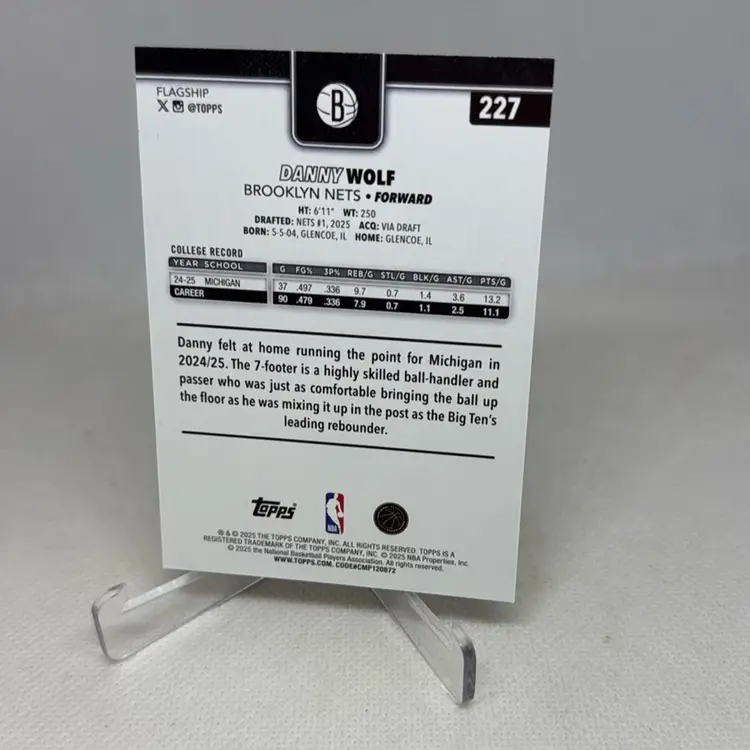 FLAGSHIP
@TOPPS
B
227
DANNY WOLF
BROOKLYN NETS • FORWARD
HT: 6'11" WT: 250
DRAFTED: NETS #1, 2025 ACQ: VIA DRAFT
BORN: 5-5-04, GLENCOE, IL HOME: GLENCOE, IL
COLLEGE RECORD
YEAR SCHOOL G FG% 3P% REB/G STL/G BLK/G AST/G PTS/G
24-25 MICHIGAN 37 .497 .336 9.7 0.7 1.4 3.6 13.2
CAREER 90 .479 .336 7.9 0.7 1.1 2.5 11.1
Danny felt at home running the point for Michigan in
2024/25. The 7-footer is a highly skilled ball-handler and
passer who was just as comfortable bringing the ball up
the floor as he was mixing it up in the post as the Big Ten's
leading rebounder.
Topps NBA
® & © 2025 THE TOPPS COMPANY, INC. ALL RIGHTS RESERVED. TOPPS IS A
REGISTERED TRADEMARK OF THE TOPPS COMPANY, INC. © 2025 NBA Properties, Inc.
© 2025 the National Basketball Players Association. All rights reserved.
WWW.TOPPS.COM. CODE#CMP120872